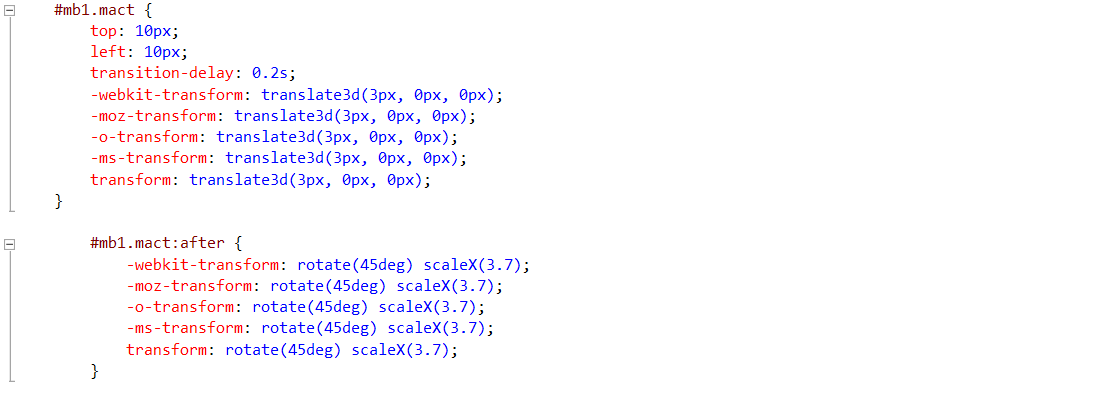 #mb1.mact {
top: 10px;
left: 10px;
transition-delay: 0.2s;
-webkit-transform: translate3d(3px, 0px, 0px);
-moz-transform: translate3d(3px, 0px, 0px);
-o-transform: translate3d(3px, 0px, 0px);
-ms-transform: translate3d(3px, 0px, 0px);
transform: translate3d(3px, 0px, 0px);
}
#mb1.mact:after {
-webkit-transform: rotate(45deg) scaleX(3.7);
-moz-transform: rotate(45deg) scaleX(3.7);
-o-transform: rotate(45deg) scaleX(3.7);
-ms-transform: rotate(45deg) scaleX(3.7);
transform: rotate(45deg) scaleX(3.7);
}